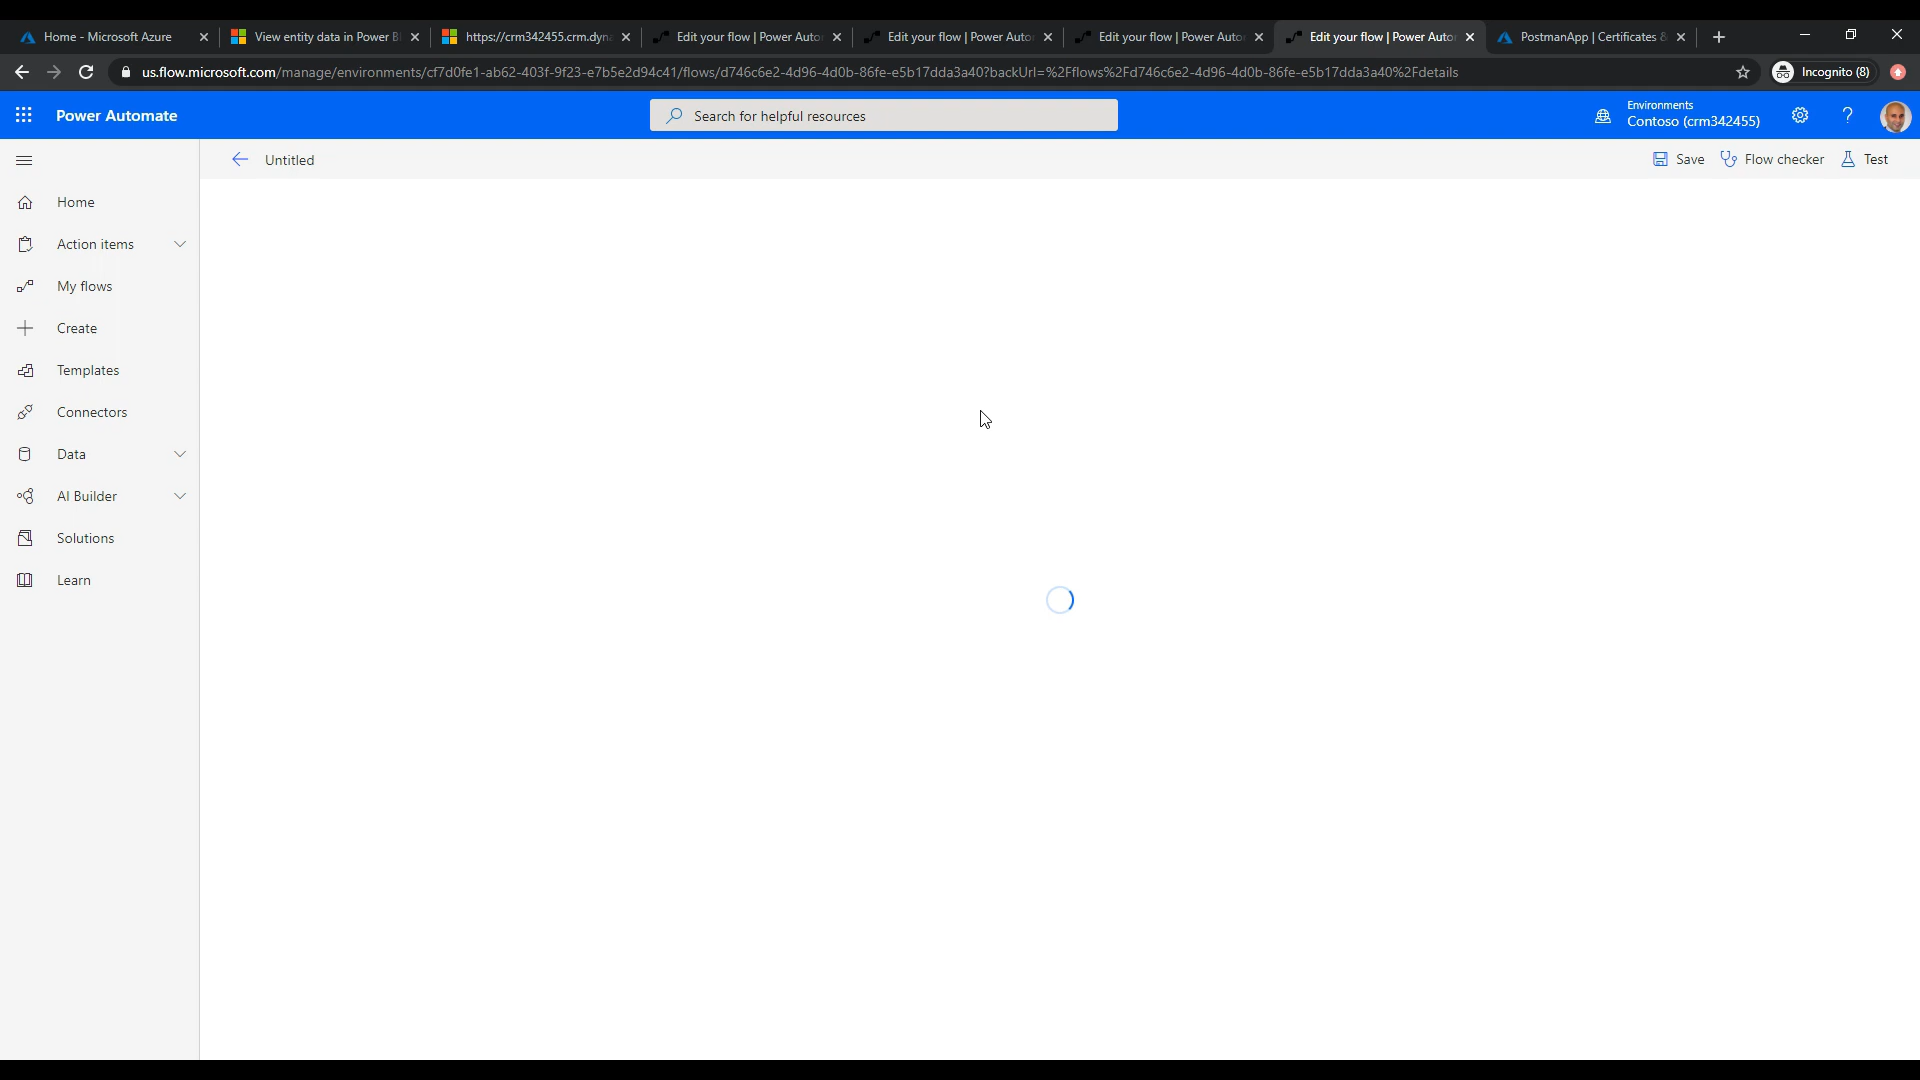 Home - Microsoft Azure
View entity data in Power B
https://crm342455.crm.dyn
Edit your flow | Power Auto
Edit your flow | Power Auto
Edit your flow | Power Auto
Edit your flow | Power Auto
PostmanApp | Certificates &
us.flow.microsoft.com/manage/environments/cf7d0fe1-ab62-403f-9f23-e7b5e2d94c41/flows/d746c6e2-4d96-4d0b-86fe-e5b17dda3a40?backUrl=%2Fflows%2Fd746c6e2-4d96-4d0b-86fe-e5b17dda3a40%2Fdetails
Incognito (8)
Power Automate
Search for helpful resources
Environments
Contoso (crm342455)
?
Untitled
Save
Flow checker
Test
Home
Action items
My flows
Create
Templates
Connectors
Data
AI Builder
Solutions
Learn